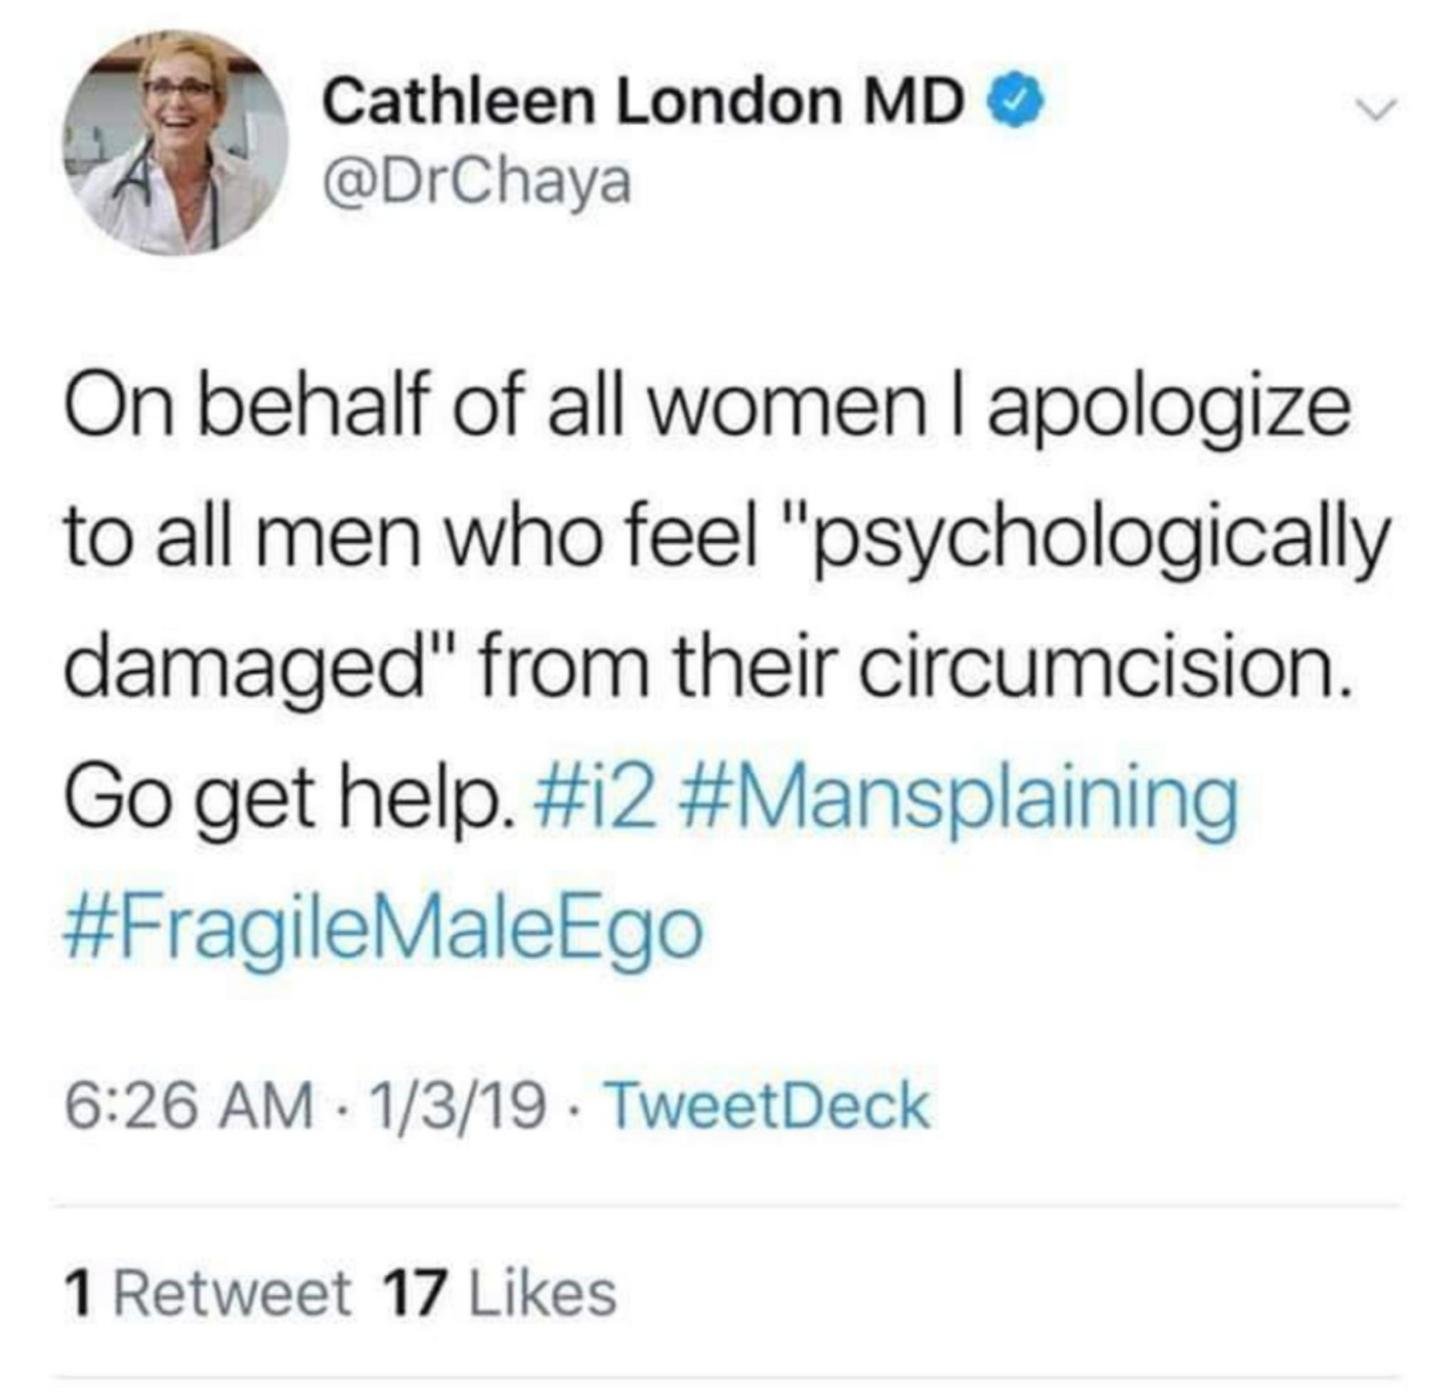 Cathleen London MD
@DrChaya
On behalf of all women I apologize
to all men who feel "psychologically
damaged" from their circumcision.
Go get help. #i2 #Mansplaining
#FragileMaleEgo
6:26 AM · 1/3/19 · TweetDeck
1 Retweet 17 Likes